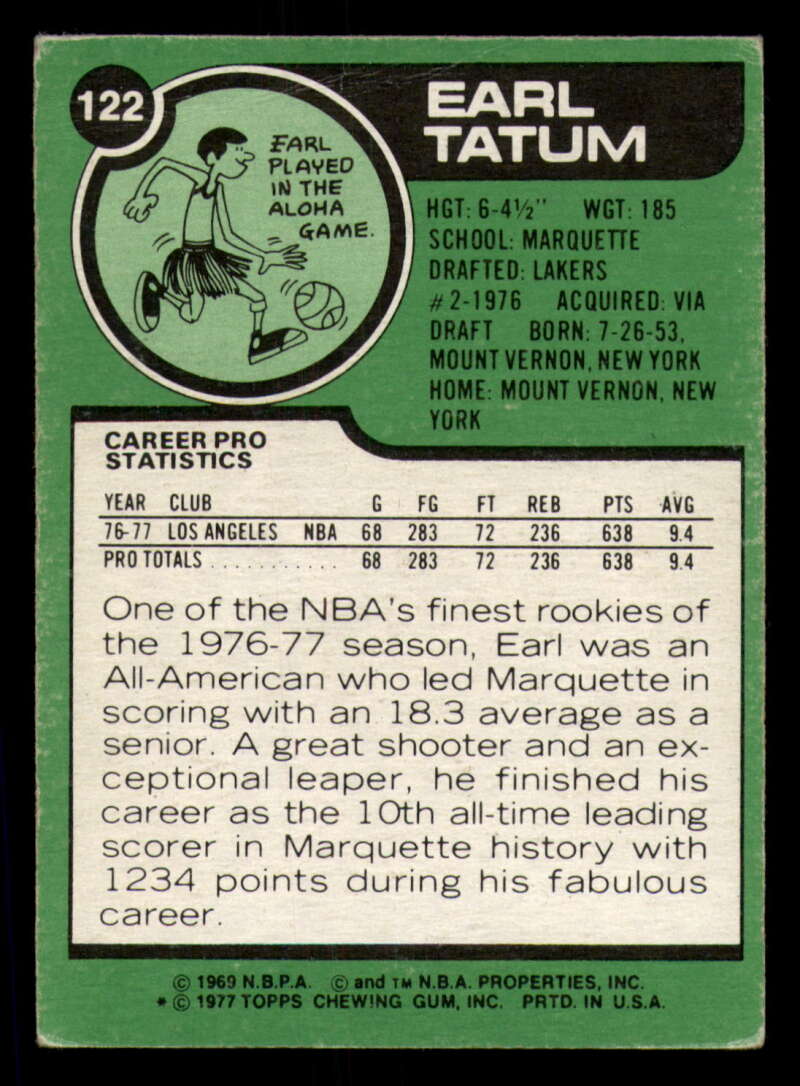 122
EARL
TATUM
EARL
PLAYED
IN THE
ALOHA
GAME.
HGT: 6-4½" WGT: 185
SCHOOL: MARQUETTE
DRAFTED: LAKERS
#2-1976 ACQUIRED: VIA
DRAFT BORN: 7-26-53,
MOUNT VERNON, NEW YORK
HOME: MOUNT VERNON, NEW
YORK
CAREER PRO
STATISTICS
YEAR CLUB G FG FT REB PTS AVG
76-77 LOS ANGELES NBA 68 283 72 236 638 9.4
PRO TOTALS . . . . . . . . . . . 68 283 72 236 638 9.4
One of the NBA's finest rookies of
the 1976-77 season, Earl was an
All-American who led Marquette in
scoring with an 18.3 average as a
senior. A great shooter and an ex-
ceptional leaper, he finished his
career as the 10th all-time leading
scorer in Marquette history with
1234 points during his fabulous
career.
© 1969 N.B.P.A. © and TM N.B.A. PROPERTIES, INC.
* © 1977 TOPPS CHEWING GUM, INC. PRTD. IN U.S.A.